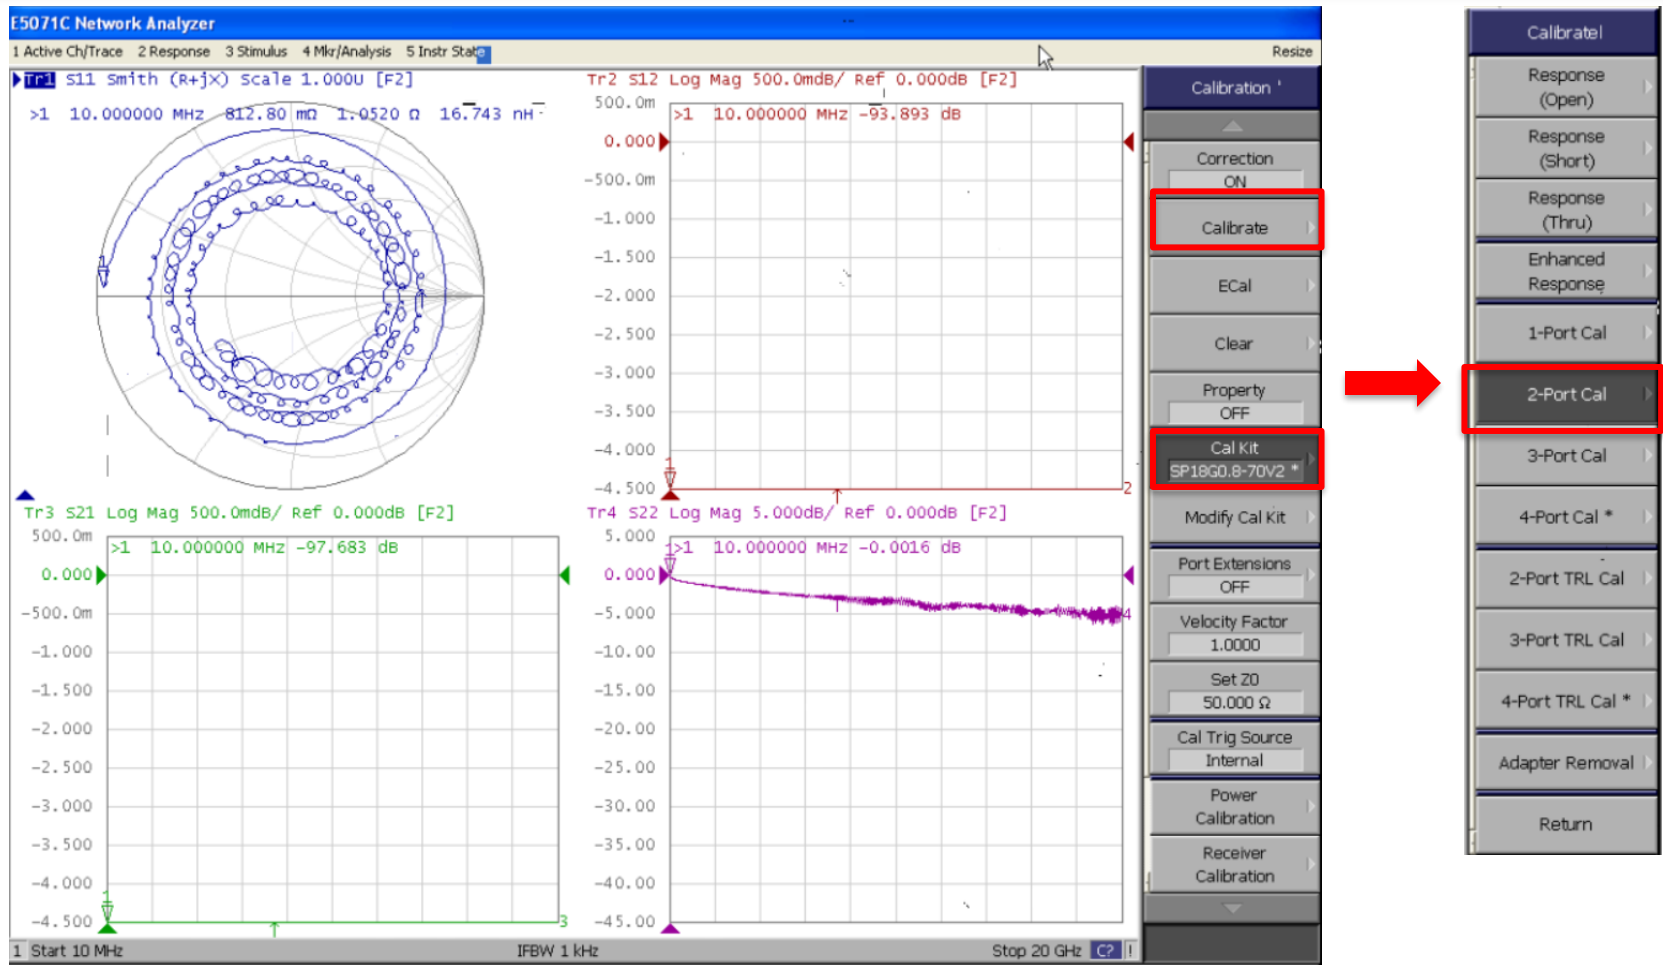 E5071C Network Analyzer
1 Active Ch/Trace 2 Response 3 Stimulus 4 Mkr/Analysis 5 Instr State
Resize
Tr1 S11 Smith (R+jX) Scale 1.000U [F2]
>1 10.000000 MHz 812.80 mΩ 1.0520 Ω 16.743 nH
Tr2 S12 Log Mag 500.0mdB/ Ref 0.000dB [F2]
>1 10.000000 MHz -93.893 dB
500.0m
0.000
-500.0m
-1.000
-1.500
-2.000
-2.500
-3.000
-3.500
-4.000
-4.500
1
1
2
Tr3 S21 Log Mag 500.0mdB/ Ref 0.000dB [F2]
>1 10.000000 MHz -97.683 dB
500.0m
0.000
-500.0m
-1.000
-1.500
-2.000
-2.500
-3.000
-3.500
-4.000
-4.500
1
3
Tr4 S22 Log Mag 5.000dB/ Ref 0.000dB [F2]
>1 10.000000 MHz -0.0016 dB
5.000
0.000
-5.000
-10.00
-15.00
-20.00
-25.00
-30.00
-35.00
-40.00
-45.00
1
4
1 Start 10 MHz
IFBW 1 kHz
Stop 20 GHz C? !
Calibration
Correction
ON
Calibrate
ECal
Clear
Property
OFF
Cal Kit
SP18G0.8-70V2 *
Modify Cal Kit
Port Extensions
OFF
Velocity Factor
1.0000
Set Z0
50.000 Ω
Cal Trig Source
Internal
Power
Calibration
Receiver
Calibration
Calibratel
Response
(Open)
Response
(Short)
Response
(Thru)
Enhanced
Response
1-Port Cal
2-Port Cal
3-Port Cal
4-Port Cal *
2-Port TRL Cal
3-Port TRL Cal
4-Port TRL Cal *
Adapter Removal
Return